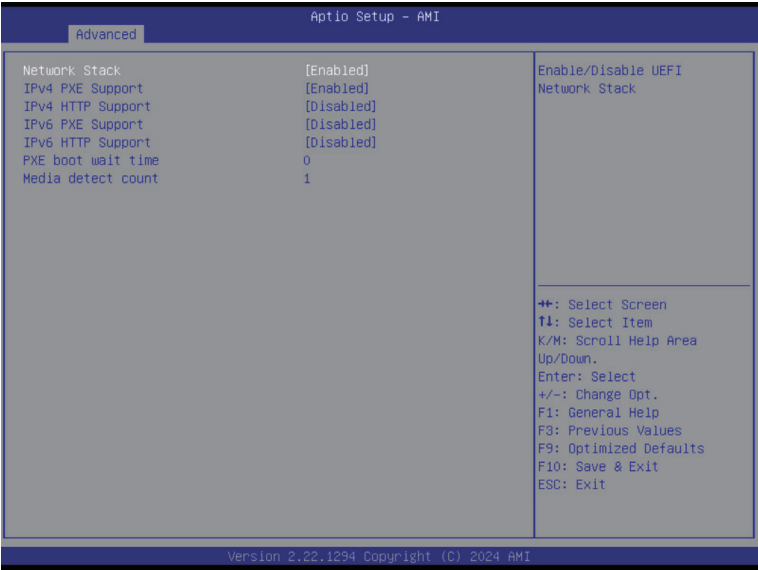 Aptio Setup – AMI
Advanced
Network Stack [Enabled]
IPv4 PXE Support [Enabled]
IPv4 HTTP Support [Disabled]
IPv6 PXE Support [Disabled]
IPv6 HTTP Support [Disabled]
PXE boot wait time 0
Media detect count 1
Enable/Disable UEFI
Network Stack
→←: Select Screen
↑↓: Select Item
K/M: Scroll Help Area
Up/Down.
Enter: Select
+/-: Change Opt.
F1: General Help
F3: Previous Values
F9: Optimized Defaults
F10: Save & Exit
ESC: Exit
Version 2.22.1294 Copyright (C) 2024 AMI